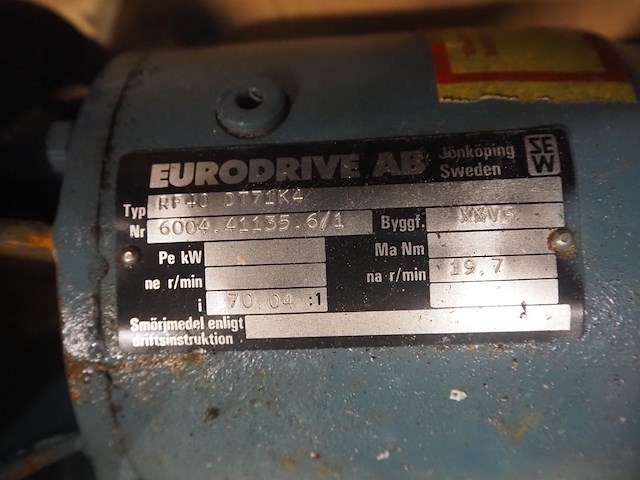 EURODRIVE AB Jönköping Sweden SEW
Typ RF40 DT71K4
Nr 6004.41135.6/1 Byggf.
Pe kW Ma Nm
ne r/min na r/min 19.7
i 70.04 :1
Smörjmedel enligt
driftsinstruktion